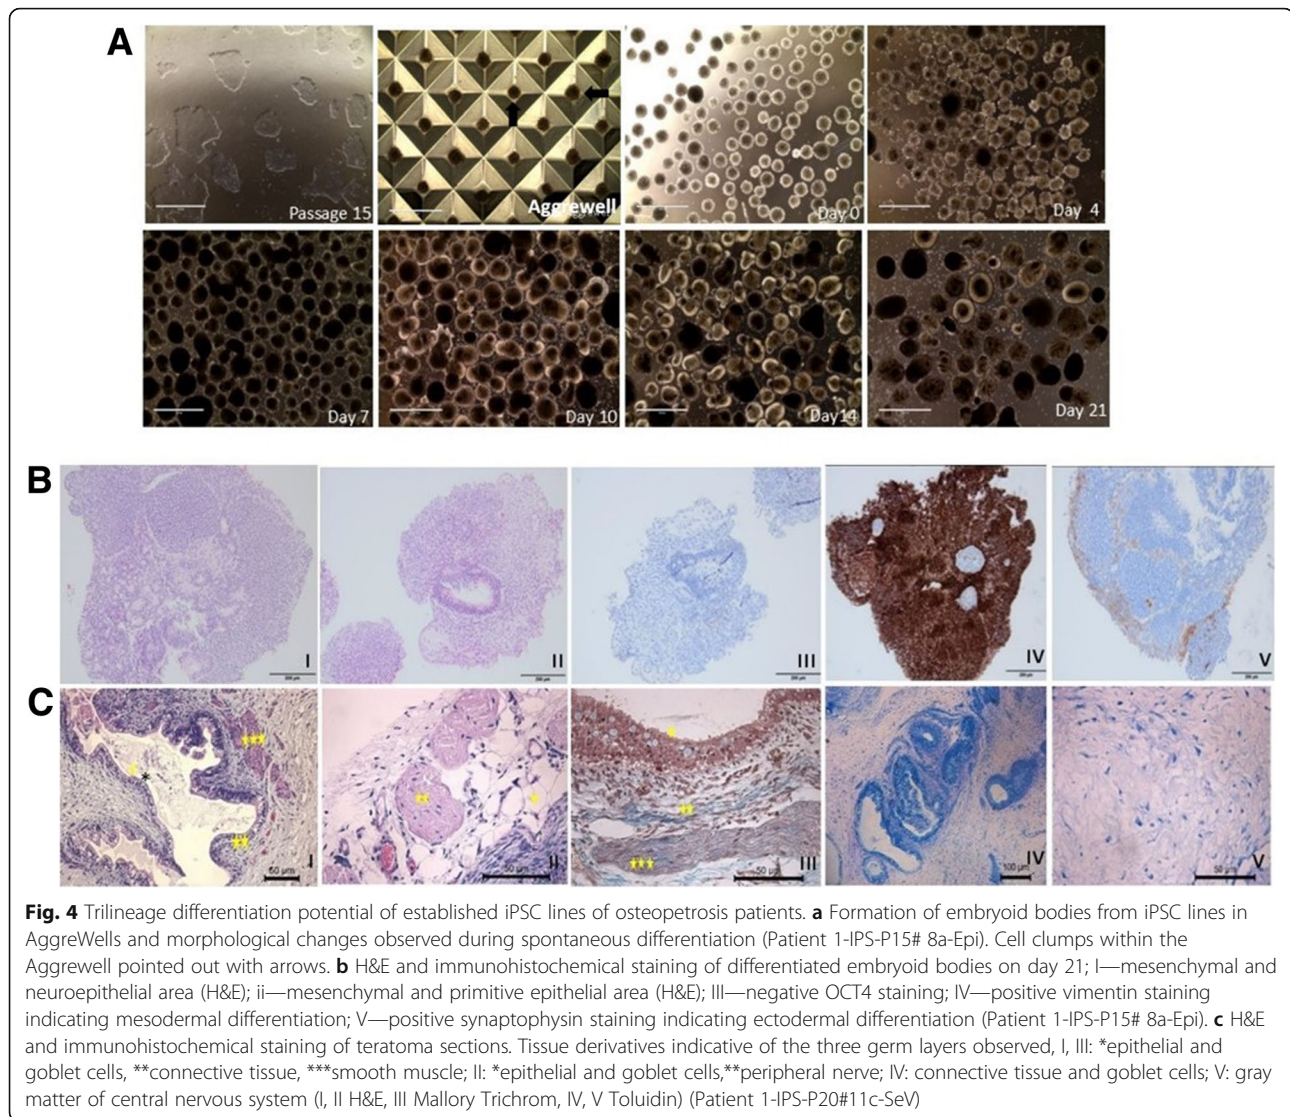 A
Passage 15
Aggrewell
Day 0
Day 4
Day 7
Day 10
Day14
Day 21
B
I
II
III
IV
V
C
***
*
*
**
I
50 µm
**
*
II
50 µm
*
**
***
III
50 µm
IV
100 µm
V
50 µm
Fig. 4 Trilineage differentiation potential of established iPSC lines of osteopetrosis patients. a Formation of embryoid bodies from iPSC lines in
AggreWells and morphological changes observed during spontaneous differentiation (Patient 1-IPS-P15# 8a-Epi). Cell clumps within the
Aggrewell pointed out with arrows. b H&E and immunohistochemical staining of differentiated embryoid bodies on day 21; I—mesenchymal and
neuroepithelial area (H&E); ii—mesenchymal and primitive epithelial area (H&E); III—negative OCT4 staining; IV—positive vimentin staining
indicating mesodermal differentiation; V—positive synaptophysin staining indicating ectodermal differentiation (Patient 1-IPS-P15# 8a-Epi). c H&E
and immunohistochemical staining of teratoma sections. Tissue derivatives indicative of the three germ layers observed, I, III: *epithelial and
goblet cells, **connective tissue, ***smooth muscle; II: *epithelial and goblet cells,**peripheral nerve; IV: connective tissue and goblet cells; V: gray
matter of central nervous system (I, II H&E, III Mallory Trichrom, IV, V Toluidin) (Patient 1-IPS-P20#11c-SeV)